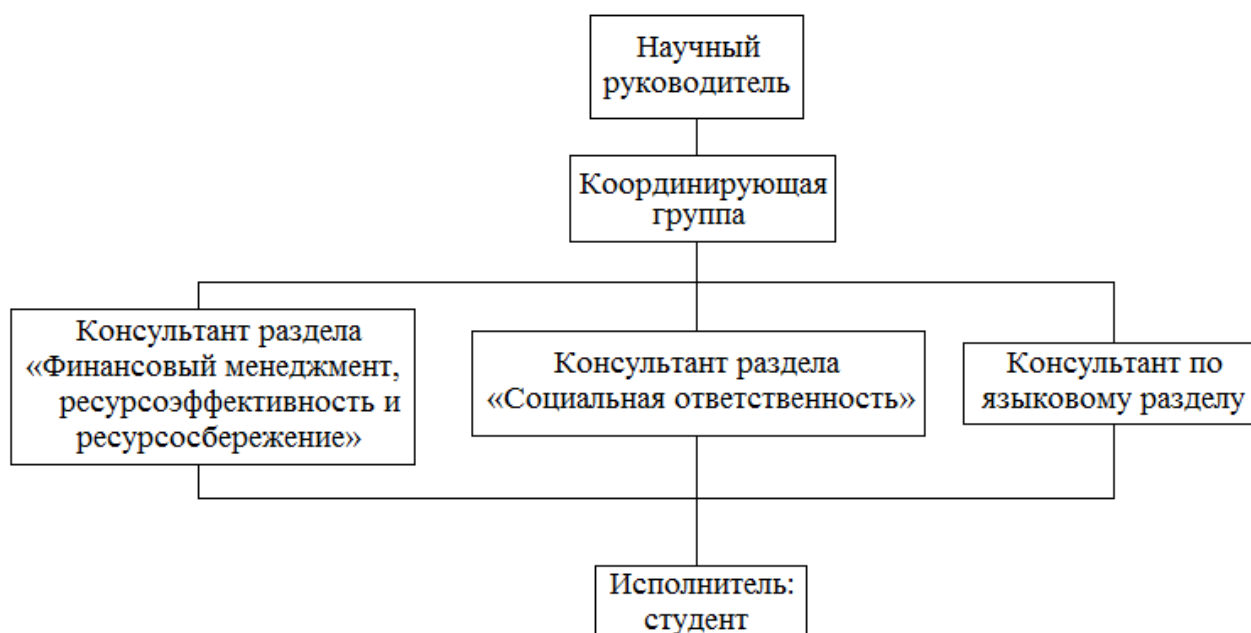 Научный
руководитель
Координирующая
группа
Консультант раздела
«Финансовый менеджмент,
ресурсоэффективность и
ресурсосбережение»
Консультант раздела
«Социальная ответственность»
Консультант по
языковому разделу
Исполнитель:
студент